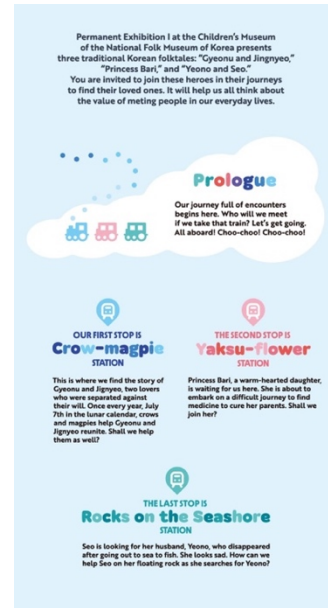 Permanent Exhibition I at the Children's Museum
of the National Folk Museum of Korea presents
three traditional Korean folktales: "Gyeonu and Jingnyeo,"
"Princess Bari," and "Yeono and Seo."
You are invited to join these heroes in their journeys
to find their loved ones. It will help us all think about
the value of meting people in our everyday lives.
Prologue
Our journey full of encounters
begins here. Who will we meet
if we take that train? Let's get going.
All aboard! Choo-choo! Choo-choo!
OUR FIRST STOP IS
Crow-magpie
STATION
This is where we find the story of
Gyeonu and Jignyeo, two lovers
who were separated against
their will. Once every year, July
7th in the lunar calendar, crows
and magpies help Gyeonu and
Jignyeo reunite. Shall we help
them as well?
THE SECOND STOP IS
Yaksu-flower
STATION
Princess Bari, a warm-hearted daughter,
is waiting for us here. She is about to
embark on a difficult journey to find
medicine to cure her parents. Shall we
join her?
THE LAST STOP IS
Rocks on the Seashore
STATION
Seo is looking for her husband, Yeono, who disappeared
after going out to sea to fish. She looks sad. How can we
help Seo on her floating rock as she searches for Yeono?